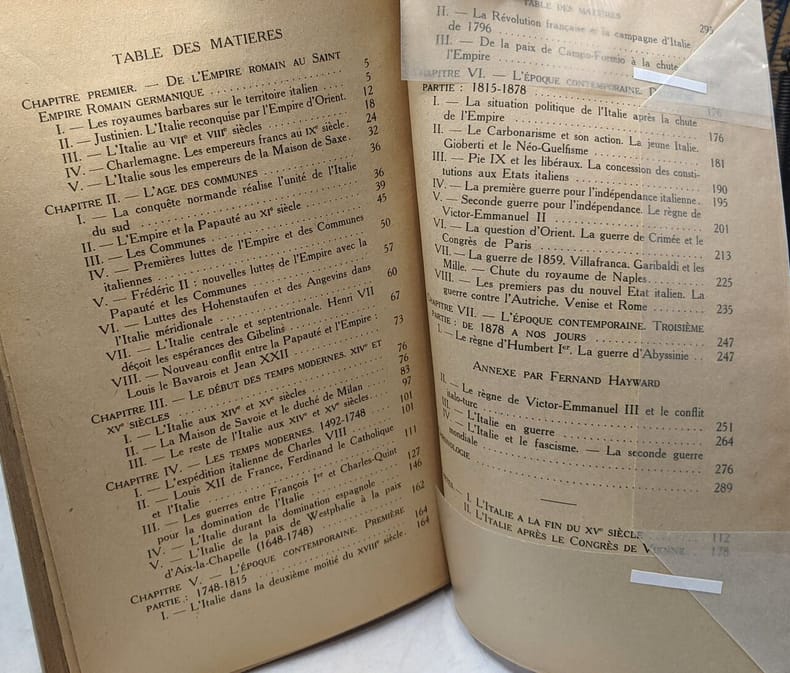 TABLE DES MATIERES
CHAPITRE PREMIER. — DE L'EMPIRE ROMAIN AU SAINT
EMPIRE ROMAIN GERMANIQUE 5
I. — Les royaumes barbares sur le territoire italien 5
II. — Justinien. L'Italie reconquise par l'Empire d'Orient. 12
III. — L'Italie au VIIe et VIIIe siècles 18
IV. — Charlemagne. Les empereurs francs au IXe siècle. 24
V. — L'Italie sous les empereurs de la Maison de Saxe. 32
CHAPITRE II. — L'AGE DES COMMUNES 36
I. — La conquête normande réalise l'unité de l'Italie
du sud 36
II. — L'Empire et la Papauté au XIe siècle 39
III. — Les Communes 45
IV. — Premières luttes de l'Empire et des Communes
italiennes 50
V. — Frédéric II : nouvelles luttes de l'Empire avec la
Papauté et les Communes 57
VI. — Luttes des Hohenstaufen et des Angevins dans
l'Italie méridionale 60
VII. — L'Italie centrale et septentrionale. Henri VII
déçoit les espérances des Gibelins 67
VIII. — Nouveau conflit entre la Papauté et l'Empire :
Louis le Bavarois et Jean XXII 73
CHAPITRE III. — LE DÉBUT DES TEMPS MODERNES. XIVe ET
XVe SIÈCLES 76
I. — L'Italie aux XIVe et XVe siècles 76
II. — La Maison de Savoie et le duché de Milan 83
III. — Le reste de l'Italie aux XIVe et XVe siècles. 97
CHAPITRE IV. — LES TEMPS MODERNES. 1492-1748 101
I. — L'expédition italienne de Charles VIII 101
II. — Louis XII de France, Ferdinand le Catholique
et l'Italie 111
III. — Les guerres entre François Ier et Charles-Quint
pour la domination de l'Italie 127
IV. — L'Italie durant la domination espagnole 146
V. — L'Italie de la paix de Westphalie à la paix
d'Aix-la-Chapelle (1648-1748) 162
CHAPITRE V. — L'ÉPOQUE CONTEMPORAINE. PREMIÈRE
PARTIE : 1748-1815 164
I. — L'Italie dans la deuxième moitié du XVIIIe siècle. 164
TABLE DES MATIÈRES 295
II. — La Révolution française et la campagne d'Italie
de 1796
III. — De la paix de Campo-Formio à la chute de
l'Empire
CHAPITRE VI. — L'ÉPOQUE CONTEMPORAINE.
PARTIE : 1815-1878 176
I. — La situation politique de l'Italie après la chute
de l'Empire 176
II. — Le Carbonarisme et son action. La jeune Italie.
Gioberti et le Néo-Guelfisme 181
III. — Pie IX et les libéraux. La concession des consti-
tutions aux Etats italiens 190
IV. — La première guerre pour l'indépendance italienne. 195
V. — Seconde guerre pour l'indépendance. Le règne de
Victor-Emmanuel II 201
VI. — La question d'Orient. La guerre de Crimée et le
Congrès de Paris 213
VII. — La guerre de 1859. Villafranca. Garibaldi et les
Mille. — Chute du royaume de Naples 225
VIII. — Les premiers pas du nouvel Etat italien. La
guerre contre l'Autriche. Venise et Rome 235
CHAPITRE VII. — L'ÉPOQUE CONTEMPORAINE. TROISIÈME
PARTIE : DE 1878 A NOS JOURS 247
I. — Le règne d'Humbert Ier. La guerre d'Abyssinie 247
ANNEXE PAR FERNAND HAYWARD
II. — Le règne de Victor-Emmanuel III et le conflit
italo-turc 251
III. — L'Italie en guerre 264
IV. — L'Italie et le fascisme. — La seconde guerre
mondiale 276
289
I. L'ITALIE A LA FIN DU XVe SIÈCLE 112
II. L'ITALIE APRÈS LE CONGRÈS DE VIENNE 178